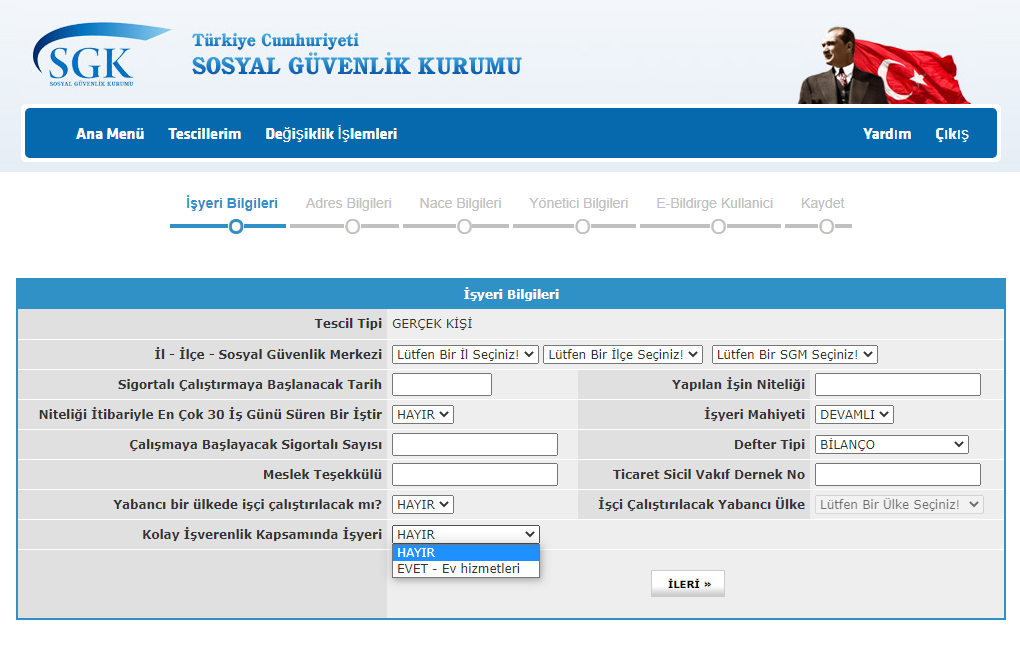 SGK
SOSYAL GÜVENLİK KURUMU
Türkiye Cumhuriyeti
SOSYAL GÜVENLİK KURUMU
Ana Menü Tescillerim Değişiklik İşlemleri Yardım Çıkış
İşyeri Bilgileri Adres Bilgileri Nace Bilgileri Yönetici Bilgileri E-Bildirge Kullanici Kaydet
İşyeri Bilgileri
Tescil Tipi GERÇEK KİŞİ
İl - İlçe - Sosyal Güvenlik Merkezi Lütfen Bir İl Seçiniz! Lütfen Bir İlçe Seçiniz! Lütfen Bir SGM Seçiniz!
Sigortalı Çalıştırmaya Başlanacak Tarih Yapılan İşin Niteliği
Niteliği İtibariyle En Çok 30 İş Günü Süren Bir İştir HAYIR İşyeri Mahiyeti DEVAMLI
Çalışmaya Başlayacak Sigortalı Sayısı Defter Tipi BİLANÇO
Meslek Teşekkülü Ticaret Sicil Vakıf Dernek No
Yabancı bir ülkede işçi çalıştırılacak mı? HAYIR İşçi Çalıştırılacak Yabancı Ülke Lütfen Bir Ülke Seçiniz!
Kolay İşverenlik Kapsamında İşyeri HAYIR
HAYIR
EVET - Ev hizmetleri
İLERİ »